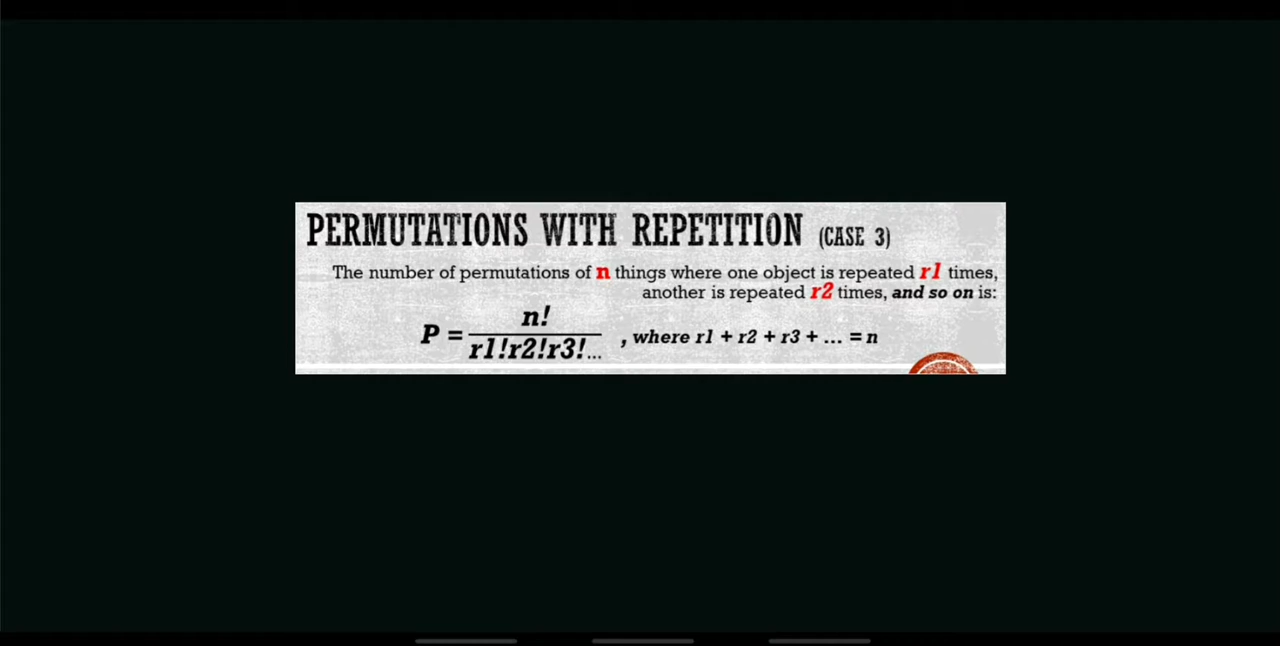 PERMUTATIONS WITH REPETITION (CASE 3)
The number of permutations of n things where one object is repeated r1 times,
another is repeated r2 times, and so on is:
P = n! / r1!r2!r3!... , where r1 + r2 + r3 + ... = n